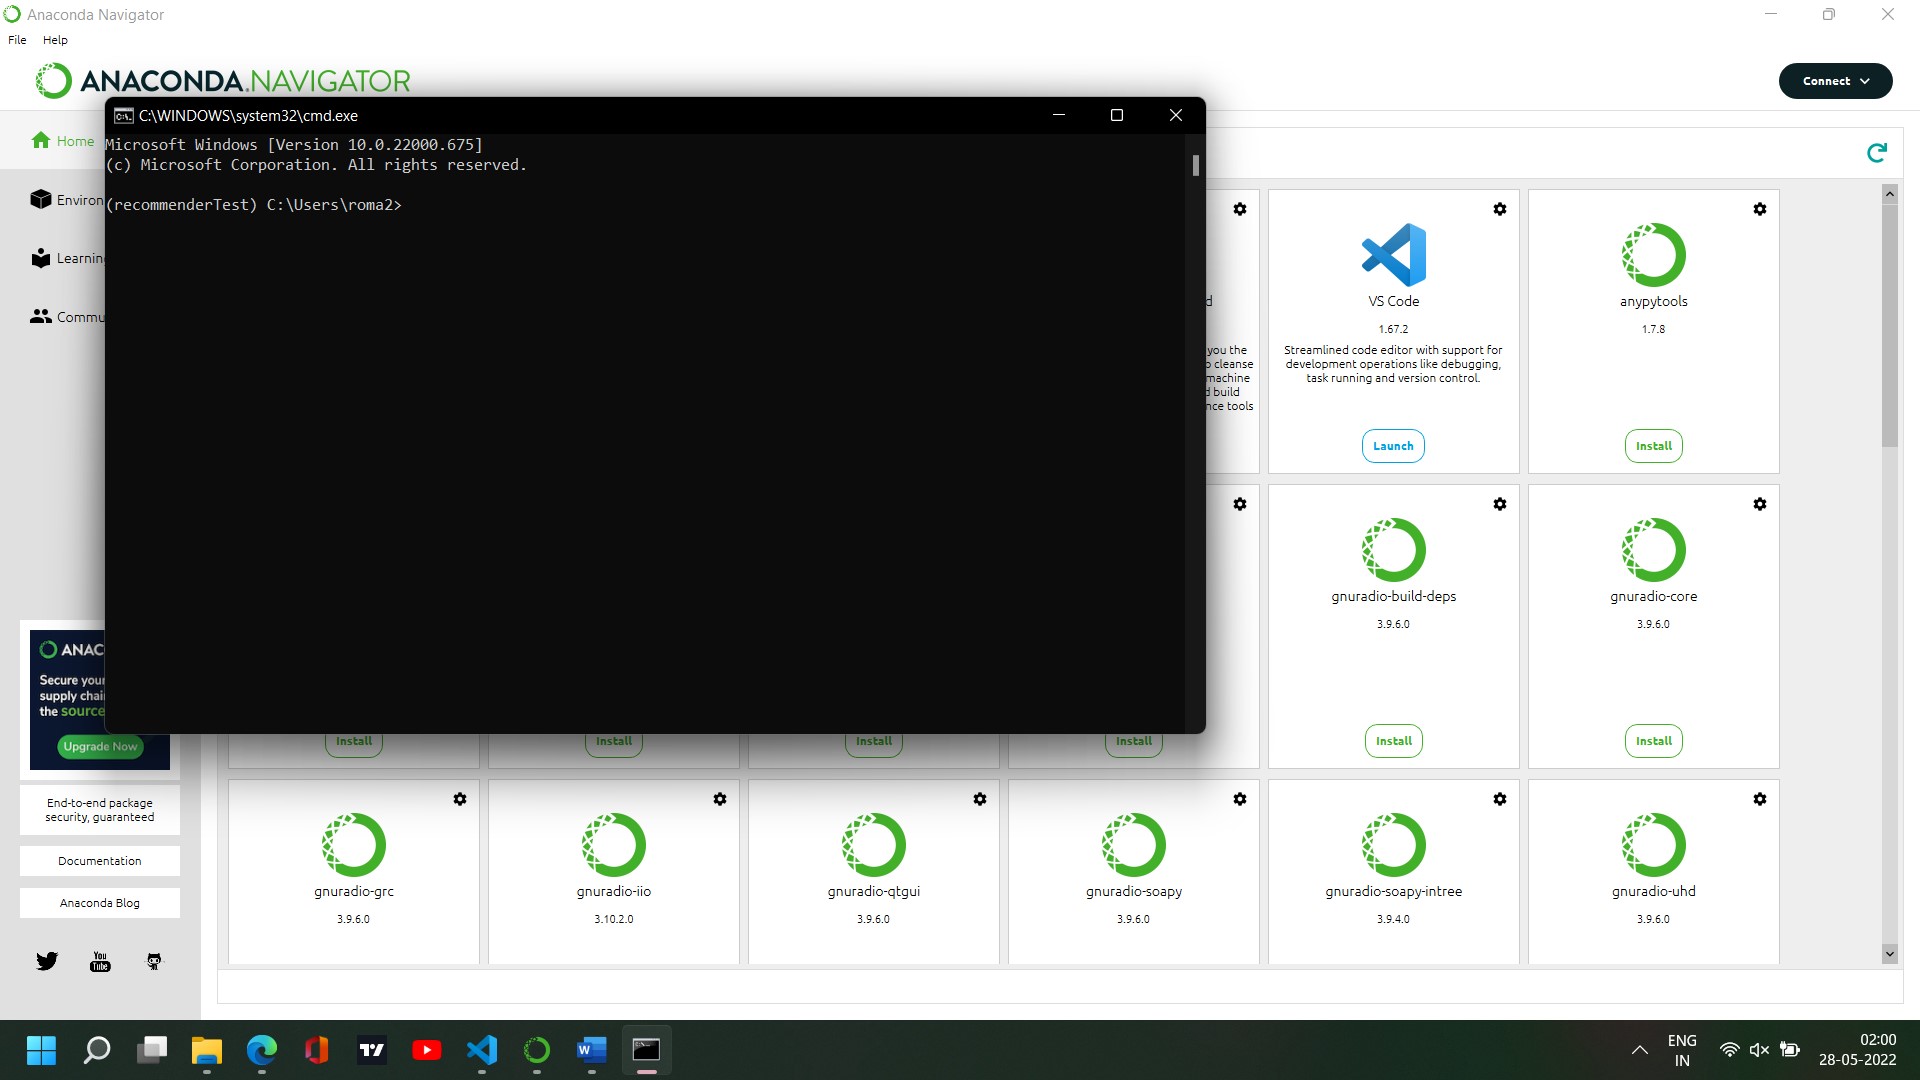 Anaconda Navigator
File Help
ANACONDA.NAVIGATOR
Connect
C:\WINDOWS\system32\cmd.exe
Microsoft Windows [Version 10.0.22000.675]
(c) Microsoft Corporation. All rights reserved.
(recommenderTest) C:\Users\roma2>
Home
Environ
Learning
Commu
ANAC
Secure your
supply chai
the source
Upgrade Now
End-to-end package
security, guaranteed
Documentation
Anaconda Blog
You
Tube
d
you the
o cleanse
machine
d build
nce tools
VS Code
1.67.2
Streamlined code editor with support for
development operations like debugging,
task running and version control.
Launch
anypytools
1.7.8
Install
Install
Install
Install
Install
gnuradio-build-deps
3.9.6.0
Install
gnuradio-core
3.9.6.0
Install
gnuradio-grc
3.9.6.0
gnuradio-iio
3.10.2.0
gnuradio-qtgui
3.9.6.0
gnuradio-soapy
3.9.6.0
gnuradio-soapy-intree
3.9.4.0
gnuradio-uhd
3.9.6.0
ENG
IN
02:00
28-05-2022